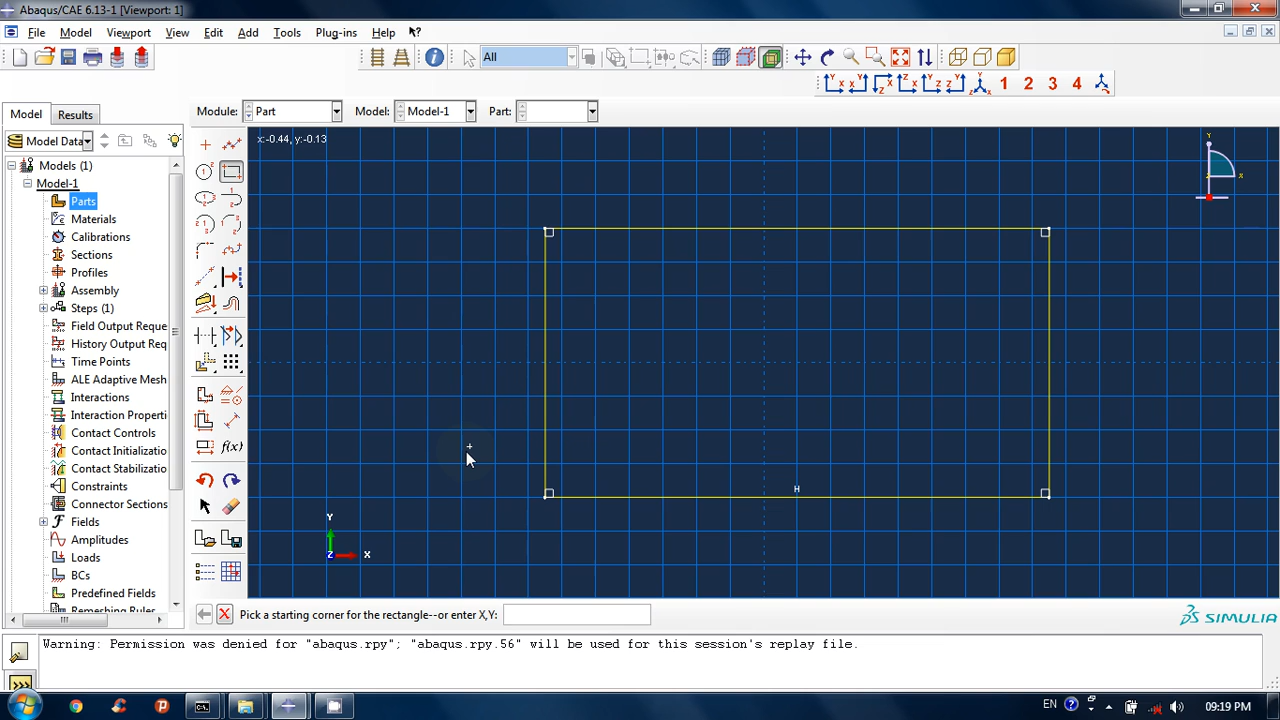 Abaqus/CAE 6.13-1 [Viewport: 1]
File Model Viewport View Edit Add Tools Plug-ins Help
All
1 2 3 4
Model Results Module: Part Model: Model-1 Part:
Model Data
x:-0.44, y:-0.13
Models (1)
Model-1
Parts
Materials
Calibrations
Sections
Profiles
Assembly
Steps (1)
Field Output Reque
History Output Req
Time Points
ALE Adaptive Mesh
Interactions
Interaction Properti
Contact Controls
Contact Initializatio
Contact Stabilizatio
Constraints
Connector Sections
Fields
Amplitudes
Loads
BCs
Predefined Fields
Remeshing Rules
f(x)
H
Y
X
Z
Y
X
Pick a starting corner for the rectangle--or enter X,Y:
SIMULIA
Warning: Permission was denied for "abaqus.rpy"; "abaqus.rpy.56" will be used for this session's replay file.
>>>
EN 09:19 PM